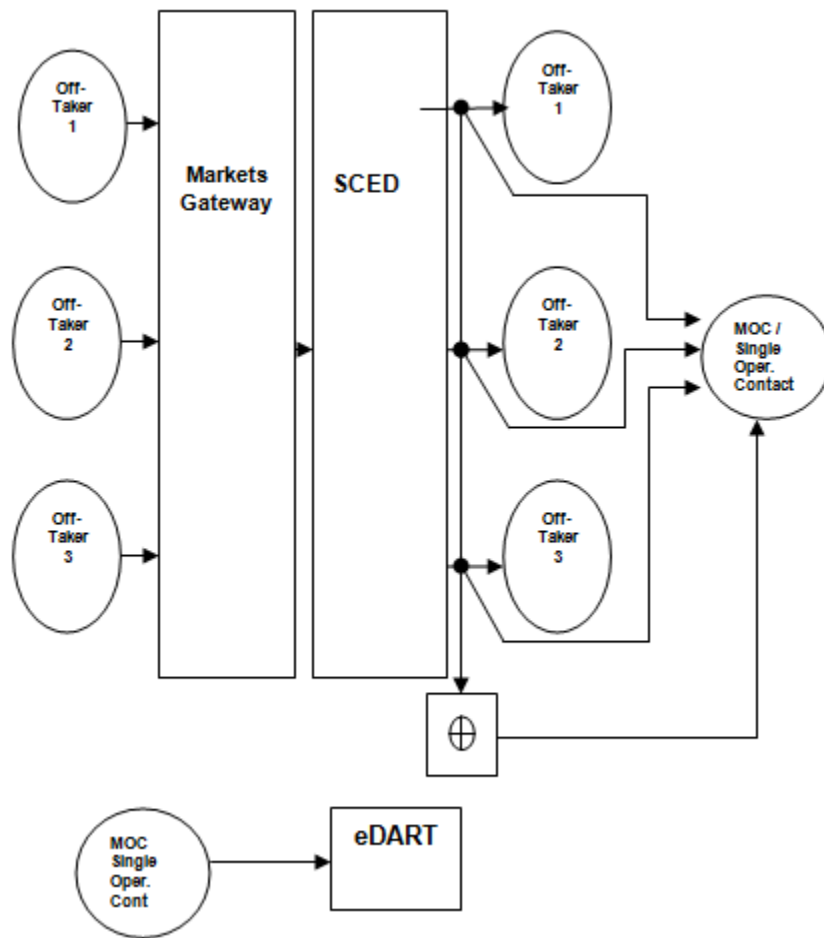 Off-
Taker
1
Markets
Gateway
SCED
Off-
Taker
1
Off-
Taker
2
Off-
Taker
2
MOC /
Single
Oper.
Contact
Off-
Taker
3
Off-
Taker
3
MOC
Single
Oper.
Cont
eDART